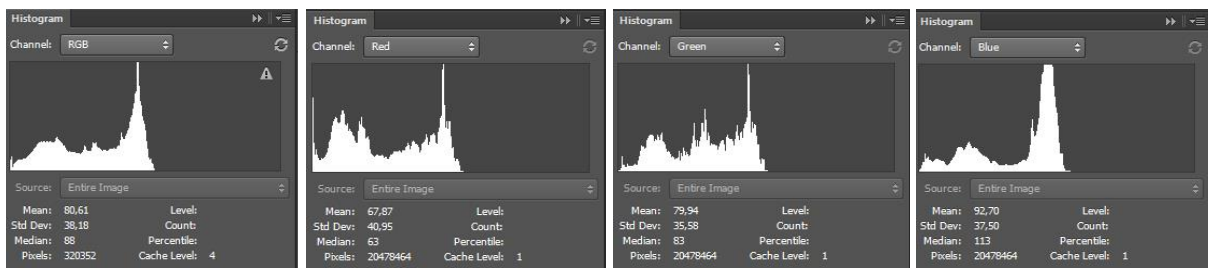 Histogram
Channel: RGB
Source: Entire Image
Mean: 80,61 Level:
Std Dev: 38,18 Count:
Median: 88 Percentile:
Pixels: 320352 Cache Level: 4
Histogram
Channel: Red
Source: Entire Image
Mean: 67,87 Level:
Std Dev: 40,95 Count:
Median: 63 Percentile:
Pixels: 20478464 Cache Level: 1
Histogram
Channel: Green
Source: Entire Image
Mean: 79,94 Level:
Std Dev: 35,58 Count:
Median: 83 Percentile:
Pixels: 20478464 Cache Level: 1
Histogram
Channel: Blue
Source: Entire Image
Mean: 92,70 Level:
Std Dev: 37,50 Count:
Median: 113 Percentile:
Pixels: 20478464 Cache Level: 1